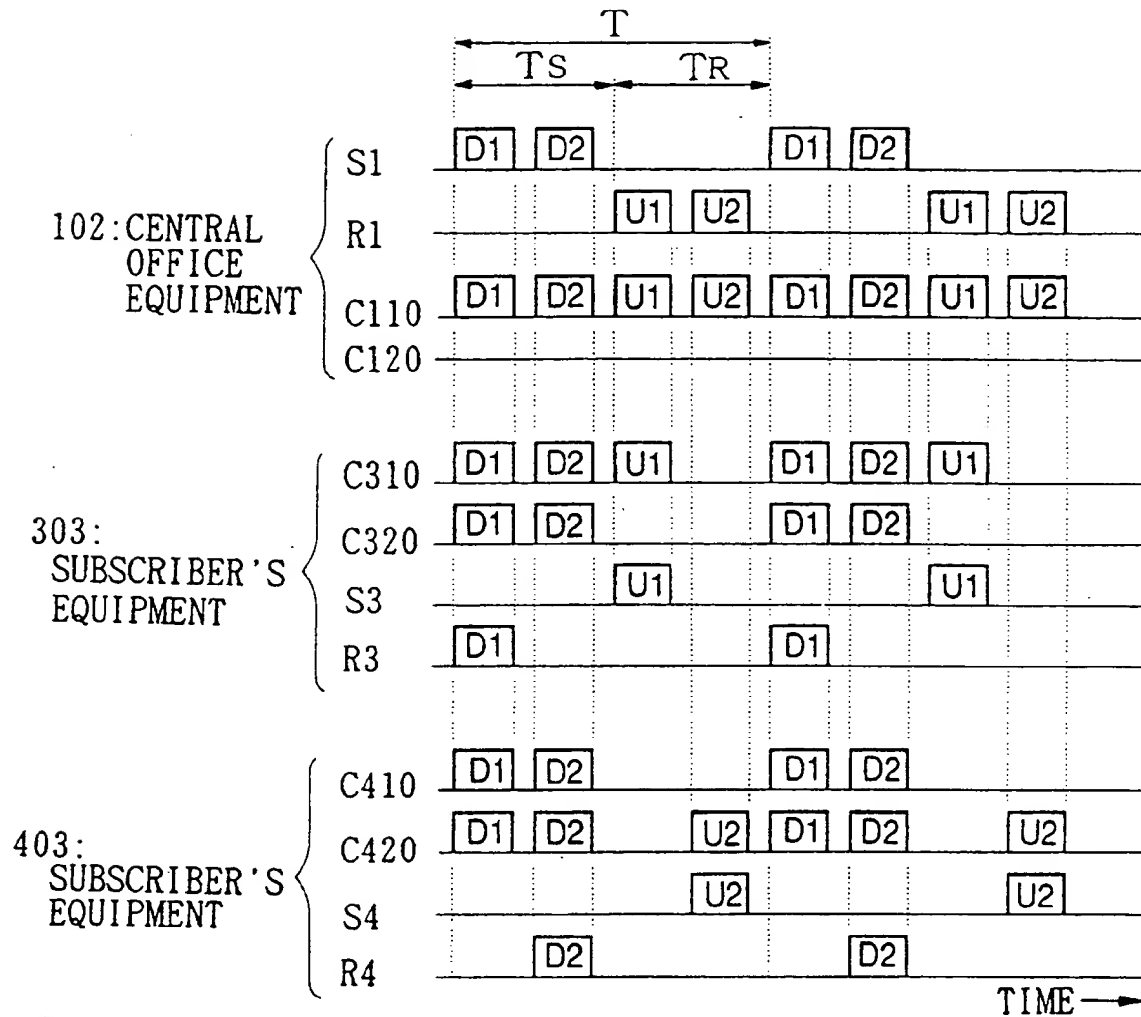 T
TS TR
S1 D1 D2 D1 D2
R1 U1 U2 U1 U2
102:CENTRAL
OFFICE
EQUIPMENT
C110 D1 D2 U1 U2 D1 D2 U1 U2
C120
C310 D1 D2 U1 D1 D2 U1
303:
SUBSCRIBER'S
EQUIPMENT
C320 D1 D2 D1 D2
S3 U1 U1
R3 D1 D1
C410 D1 D2 D1 D2
403:
SUBSCRIBER'S
EQUIPMENT
C420 D1 D2 U2 D1 D2 U2
S4 U2 U2
R4 D2 D2
TIME